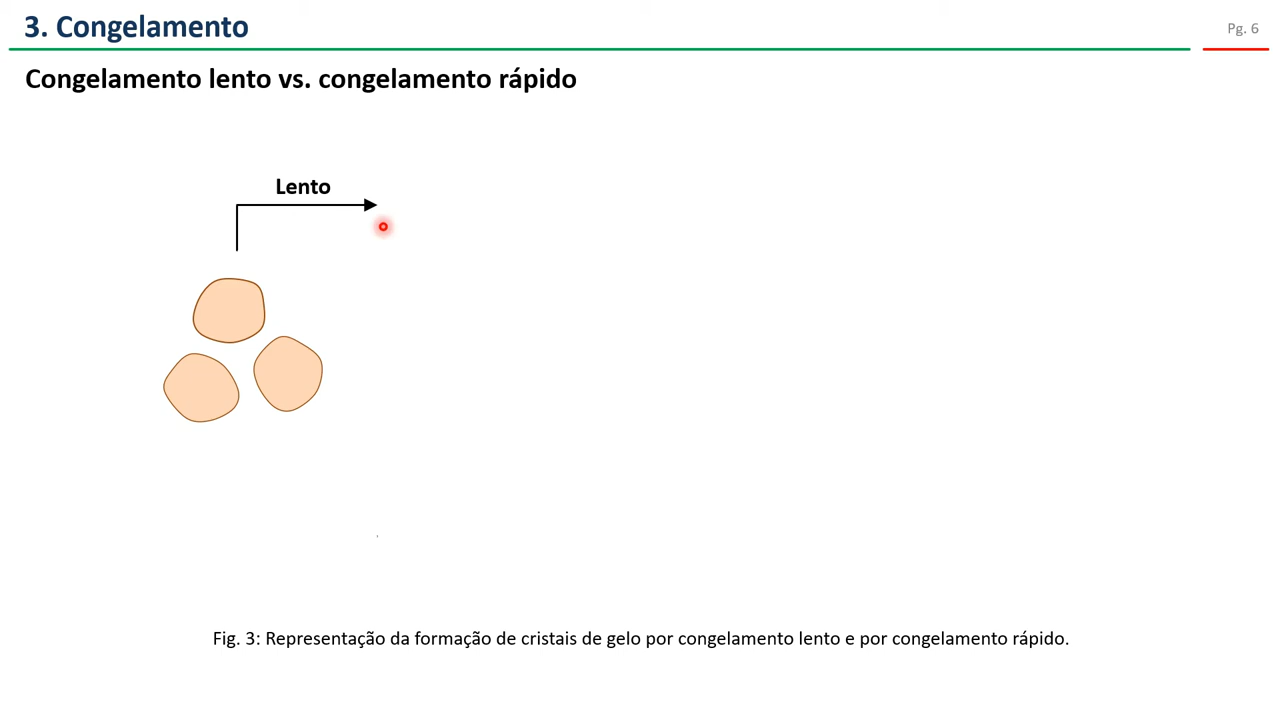 3. Congelamento
Pg. 6
Congelamento lento vs. congelamento rápido
Lento
Fig. 3: Representação da formação de cristais de gelo por congelamento lento e por congelamento rápido.